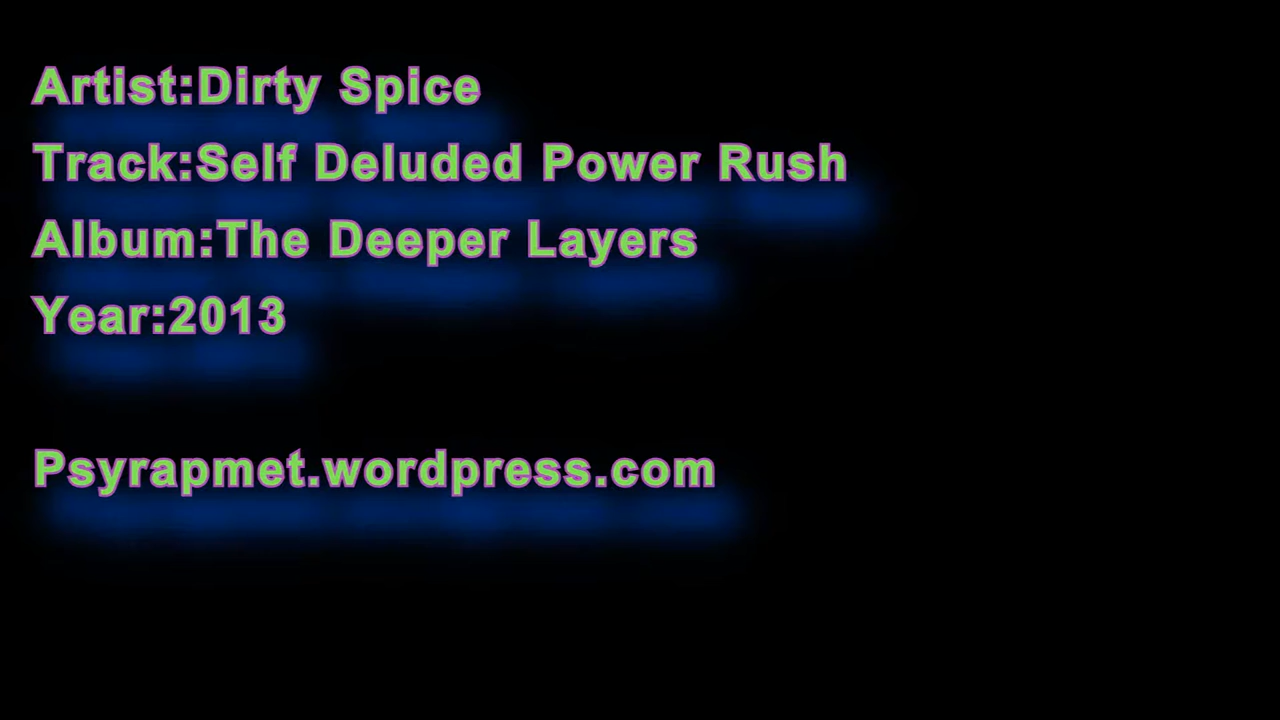 Artist:Dirty Spice
Track:Self Deluded Power Rush
Album:The Deeper Layers
Year:2013
Psyrapmet.wordpress.com